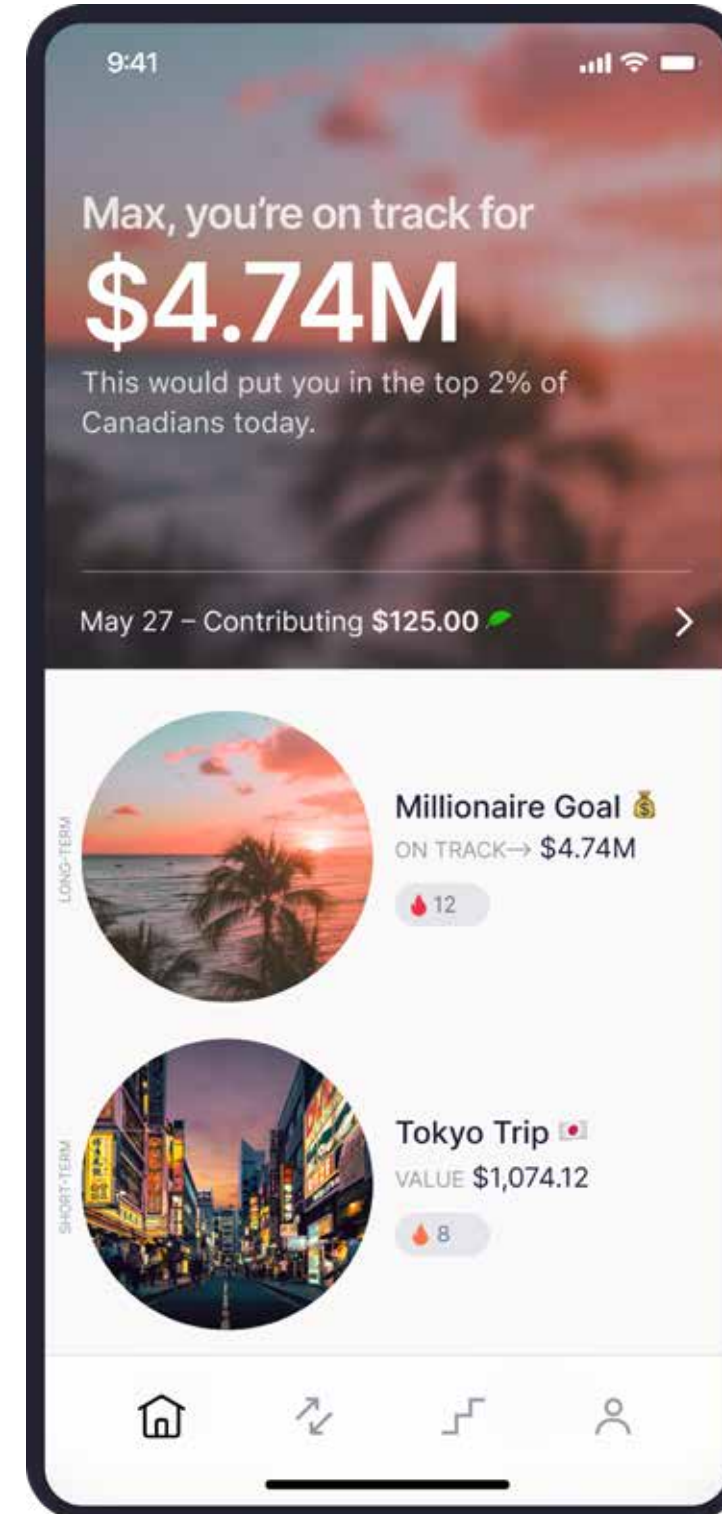 9:41
Max, you're on track for
$4.74M
This would put you in the top 2% of
Canadians today.
May 27 – Contributing $125.00
LONG-TERM
Millionaire Goal 💰
ON TRACK→ $4.74M
12
SHORT-TERM
Tokyo Trip 🇯🇵
VALUE $1,074.12
8